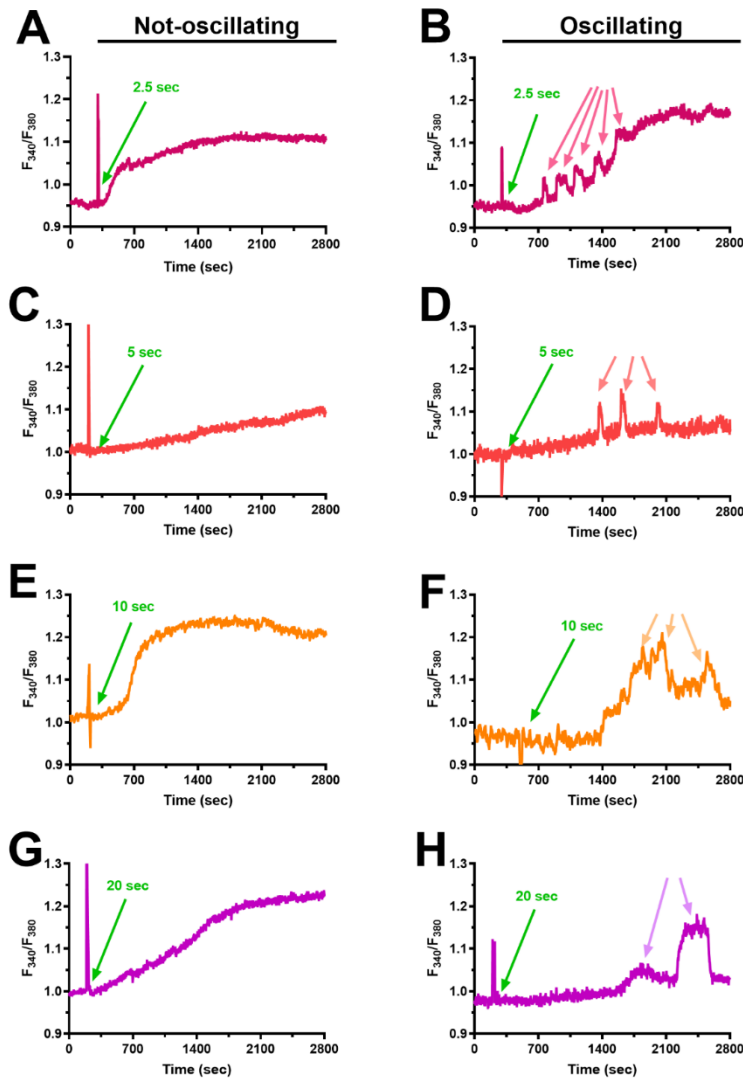 Not-oscillating
Oscillating
A
1.3
1.2
1.1
1.0
0.9
F340/F380
2.5 sec
0
700
1400
2100
2800
Time (sec)
B
1.3
1.2
1.1
1.0
0.9
F340/F380
2.5 sec
0
700
1400
2100
2800
Time (sec)
C
1.3
1.2
1.1
1.0
0.9
F340/F380
5 sec
0
700
1400
2100
2800
Time (sec)
D
1.3
1.2
1.1
1.0
0.9
F340/F380
5 sec
0
700
1400
2100
2800
Time (sec)
E
1.3
1.2
1.1
1.0
0.9
F340/F380
10 sec
0
700
1400
2100
2800
Time (sec)
F
1.3
1.2
1.1
1.0
0.9
F340/F380
10 sec
0
700
1400
2100
2800
Time (sec)
G
1.3
1.2
1.1
1.0
0.9
F340/F380
20 sec
0
700
1400
2100
2800
Time (sec)
H
1.3
1.2
1.1
1.0
0.9
F340/F380
20 sec
0
700
1400
2100
2800
Time (sec)